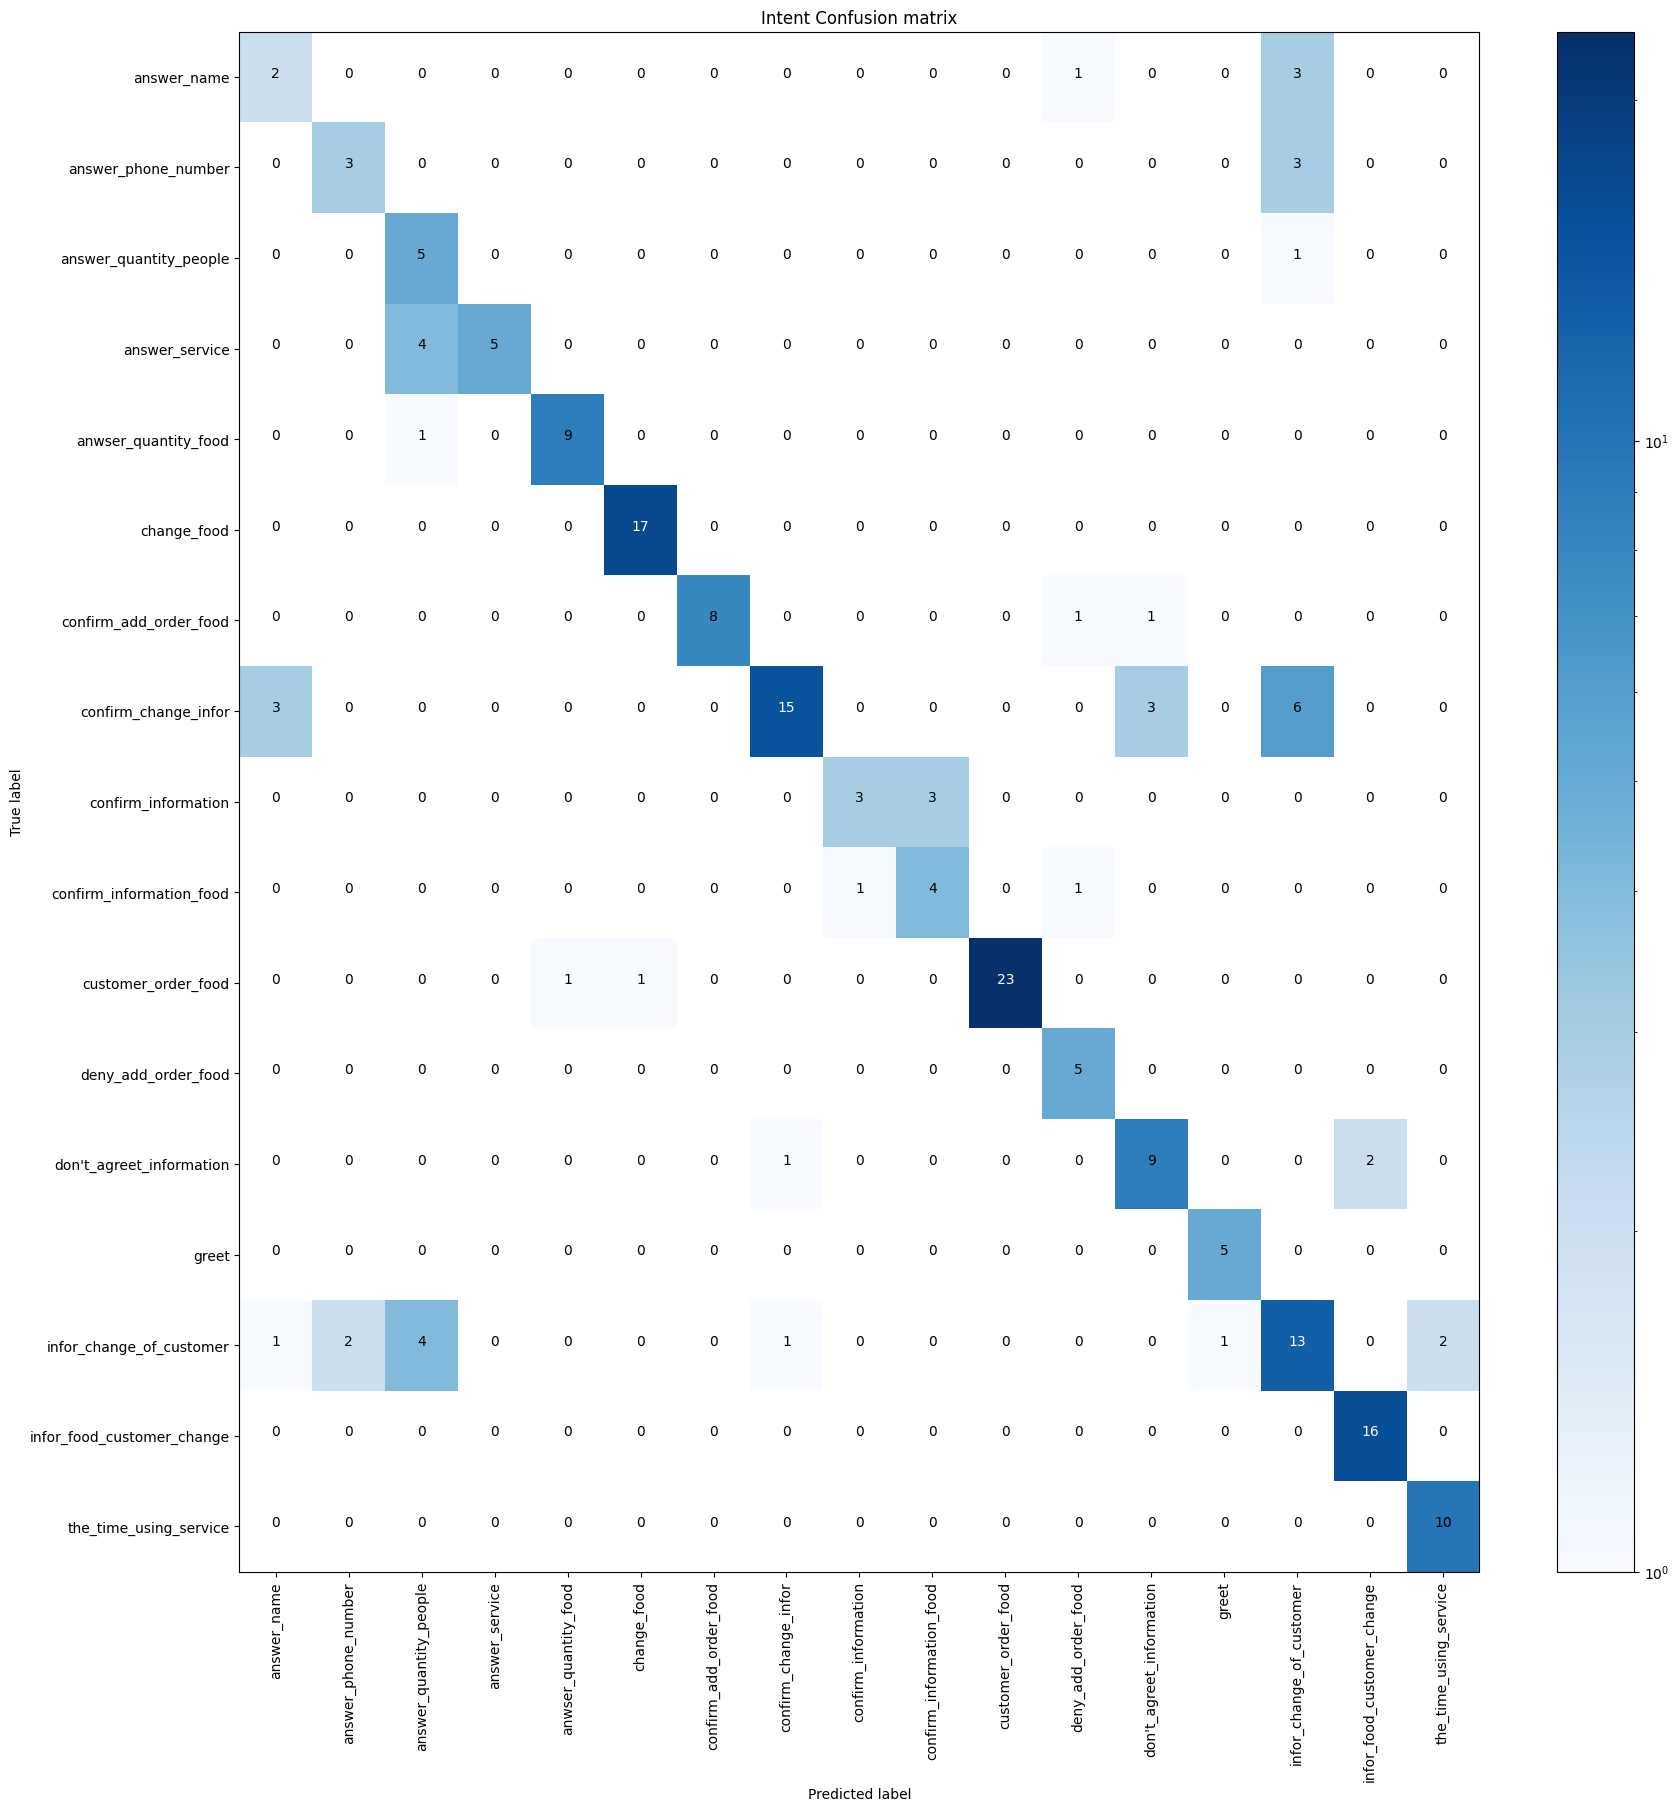 Intent Confusion matrix
answer_name 2 0 0 0 0 0 0 0 0 0 0 1 0 0 3 0 0
answer_phone_number 0 3 0 0 0 0 0 0 0 0 0 0 0 0 3 0 0
answer_quantity_people 0 0 5 0 0 0 0 0 0 0 0 0 0 0 1 0 0
answer_service 0 0 4 5 0 0 0 0 0 0 0 0 0 0 0 0 0
anwser_quantity_food 0 0 1 0 9 0 0 0 0 0 0 0 0 0 0 0 0
change_food 0 0 0 0 0 17 0 0 0 0 0 0 0 0 0 0 0
confirm_add_order_food 0 0 0 0 0 0 8 0 0 0 0 1 1 0 0 0 0
confirm_change_infor 3 0 0 0 0 0 0 15 0 0 0 0 3 0 6 0 0
confirm_information 0 0 0 0 0 0 0 0 3 3 0 0 0 0 0 0 0
confirm_information_food 0 0 0 0 0 0 0 0 1 4 0 1 0 0 0 0 0
customer_order_food 0 0 0 0 1 1 0 0 0 0 23 0 0 0 0 0 0
deny_add_order_food 0 0 0 0 0 0 0 0 0 0 0 5 0 0 0 0 0
don't_agreet_information 0 0 0 0 0 0 0 1 0 0 0 0 9 0 0 2 0
greet 0 0 0 0 0 0 0 0 0 0 0 0 0 5 0 0 0
infor_change_of_customer 1 2 4 0 0 0 0 1 0 0 0 0 0 1 13 0 2
infor_food_customer_change 0 0 0 0 0 0 0 0 0 0 0 0 0 0 0 16 0
the_time_using_service 0 0 0 0 0 0 0 0 0 0 0 0 0 0 0 0 10
True label
answer_name
answer_phone_number
answer_quantity_people
answer_service
anwser_quantity_food
change_food
confirm_add_order_food
confirm_change_infor
confirm_information
confirm_information_food
customer_order_food
deny_add_order_food
don't_agreet_information
greet
infor_change_of_customer
infor_food_customer_change
the_time_using_service
Predicted label
10¹
10⁰